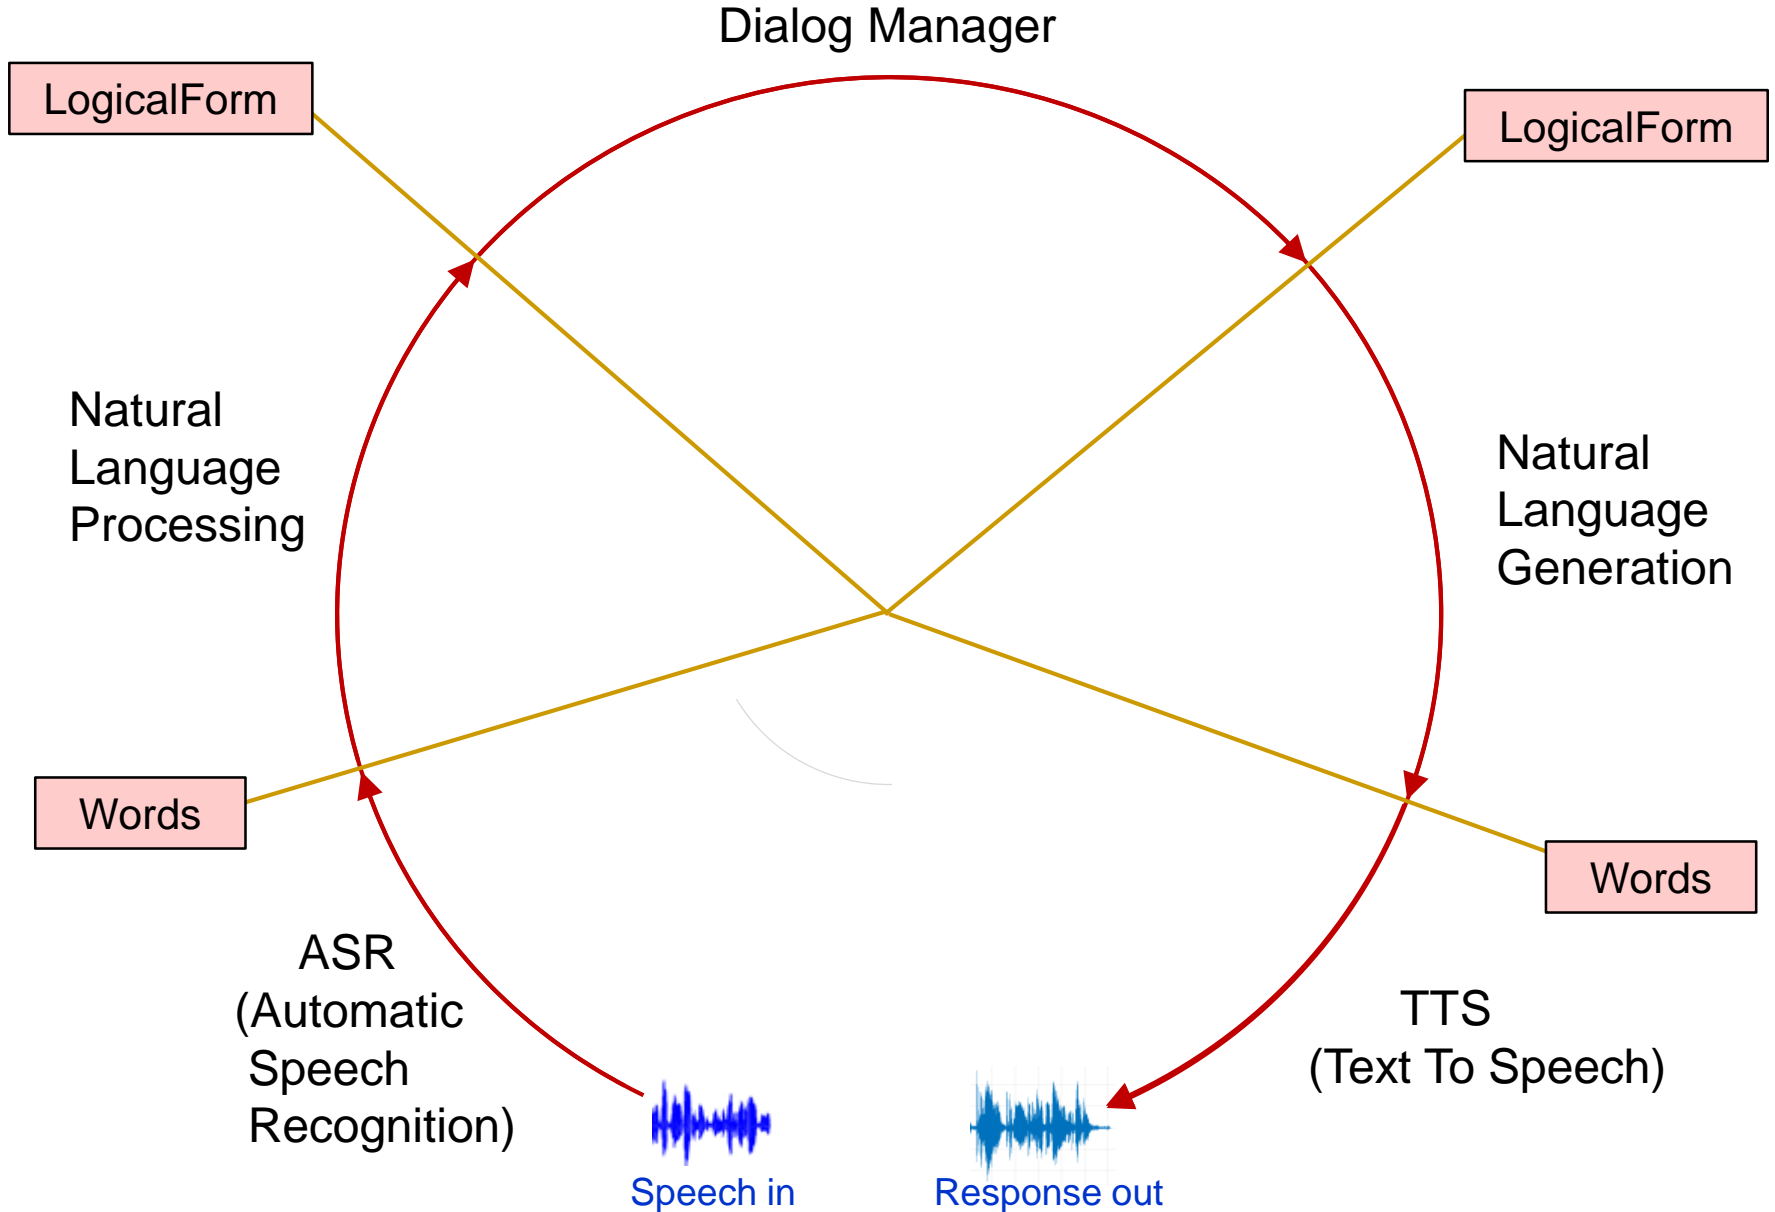 Dialog Manager
LogicalForm
LogicalForm
Natural
Language
Processing
Natural
Language
Generation
Words
Words
ASR
(Automatic
Speech
Recognition)
TTS
(Text To Speech)
Speech in
Response out